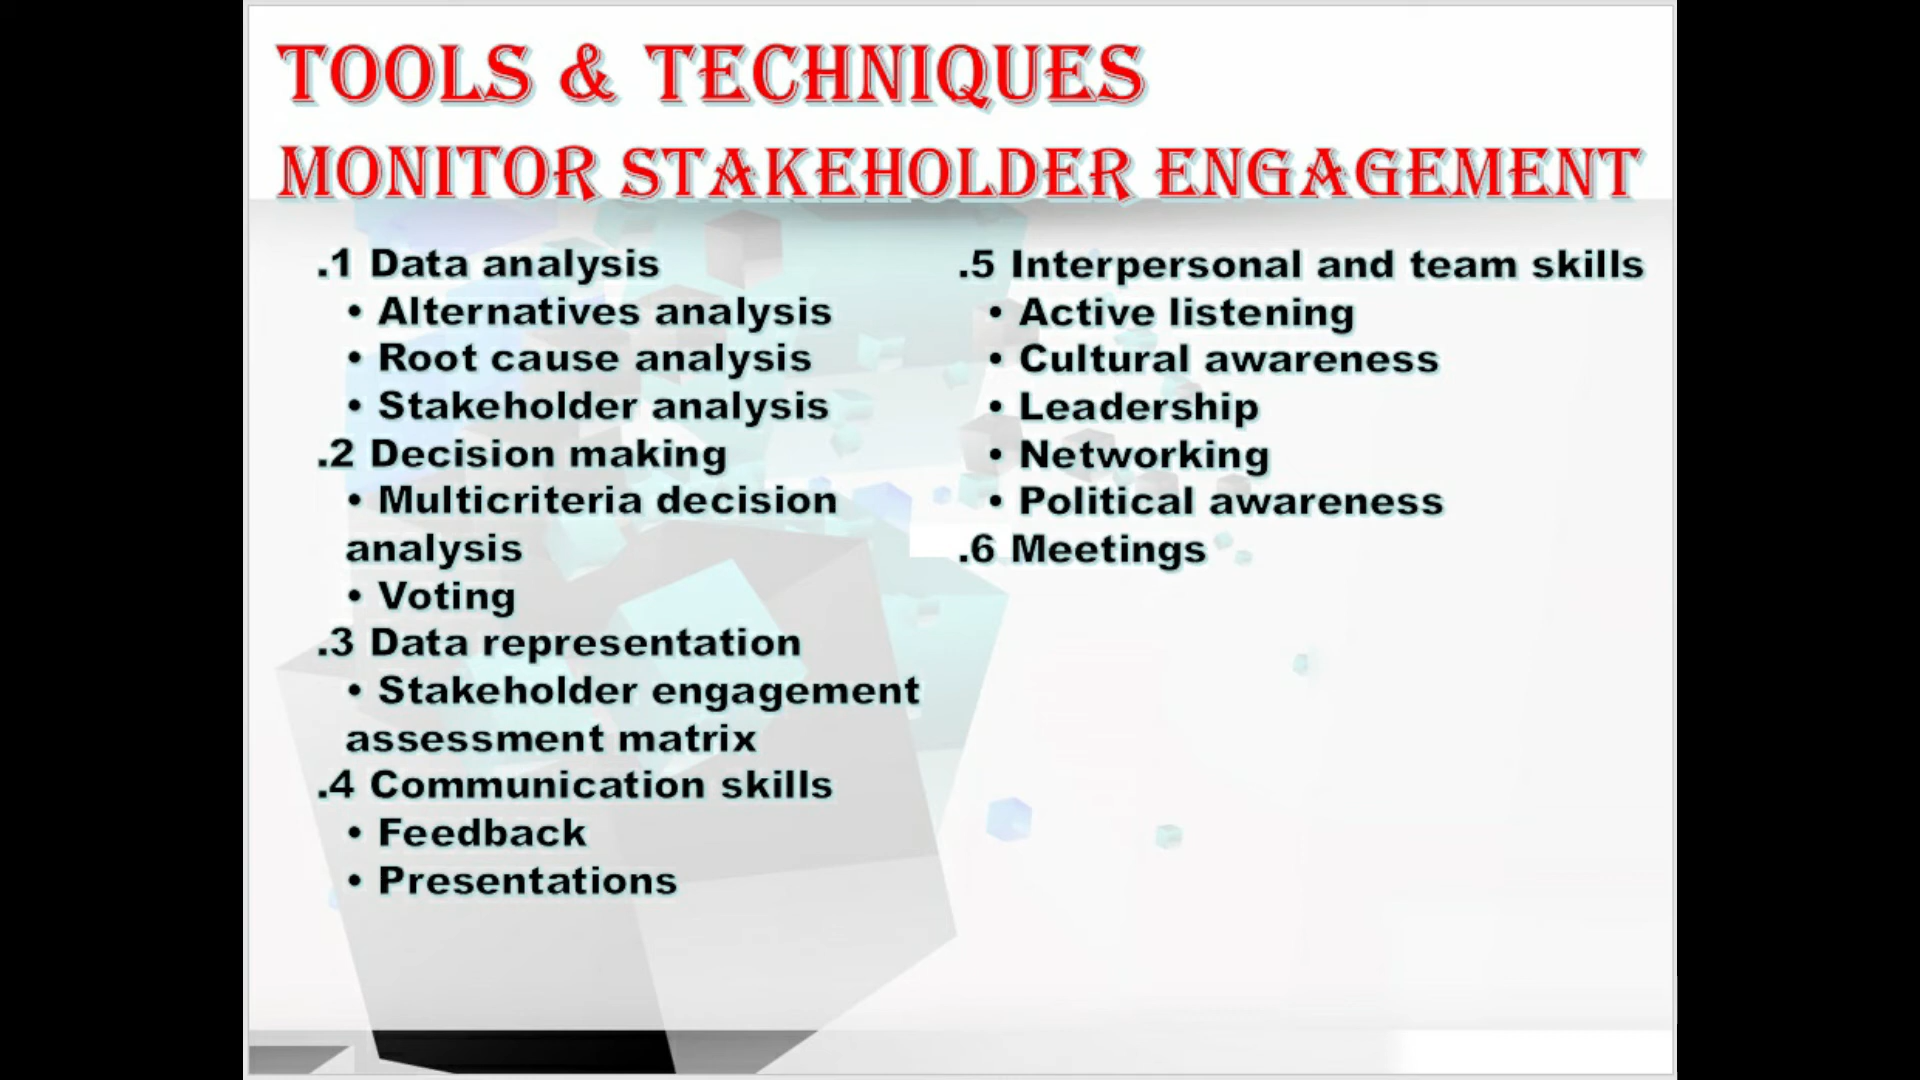 TOOLS & TECHNIQUES
MONITOR STAKEHOLDER ENGAGEMENT
.1 Data analysis
• Alternatives analysis
• Root cause analysis
• Stakeholder analysis
.2 Decision making
• Multicriteria decision
analysis
• Voting
.3 Data representation
• Stakeholder engagement
assessment matrix
.4 Communication skills
• Feedback
• Presentations
.5 Interpersonal and team skills
• Active listening
• Cultural awareness
• Leadership
• Networking
• Political awareness
.6 Meetings